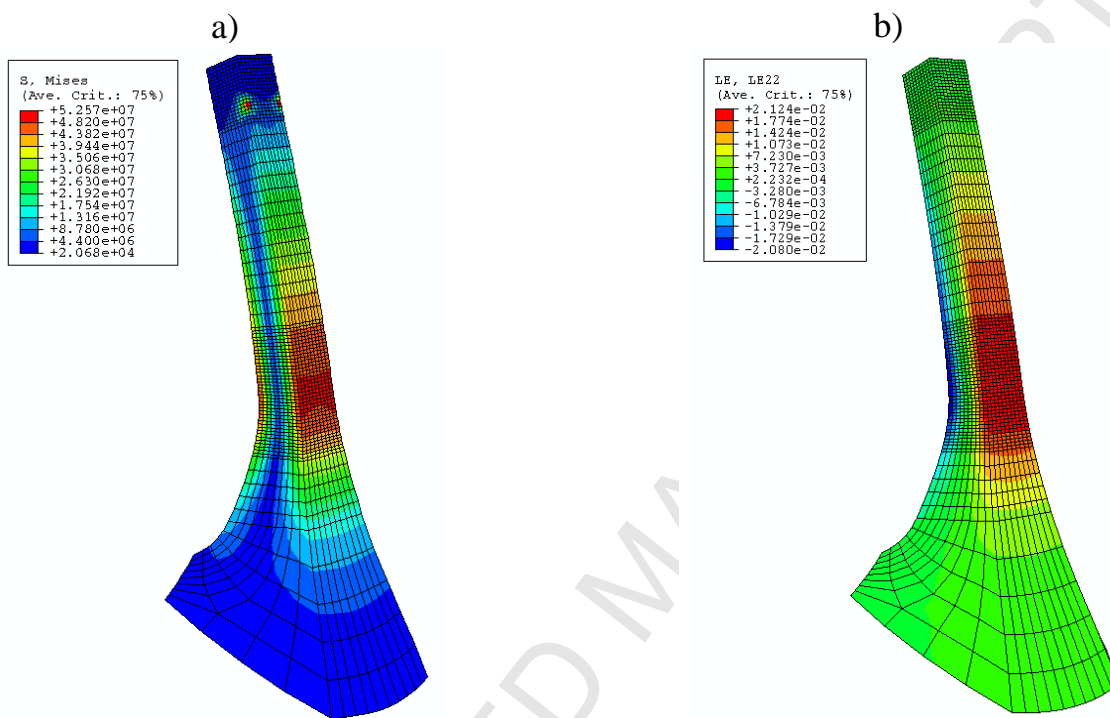 a)
b)
S, Mises
(Ave. Crit.: 75%)
+5.257e+07
+4.820e+07
+4.382e+07
+3.944e+07
+3.506e+07
+3.068e+07
+2.630e+07
+2.192e+07
+1.754e+07
+1.316e+07
+8.780e+06
+4.400e+06
+2.068e+04
LE, LE22
(Ave. Crit.: 75%)
+2.124e-02
+1.774e-02
+1.424e-02
+1.073e-02
+7.230e-03
+3.727e-03
+2.232e-04
-3.280e-03
-6.784e-03
-1.029e-02
-1.379e-02
-1.729e-02
-2.080e-02
ED MA